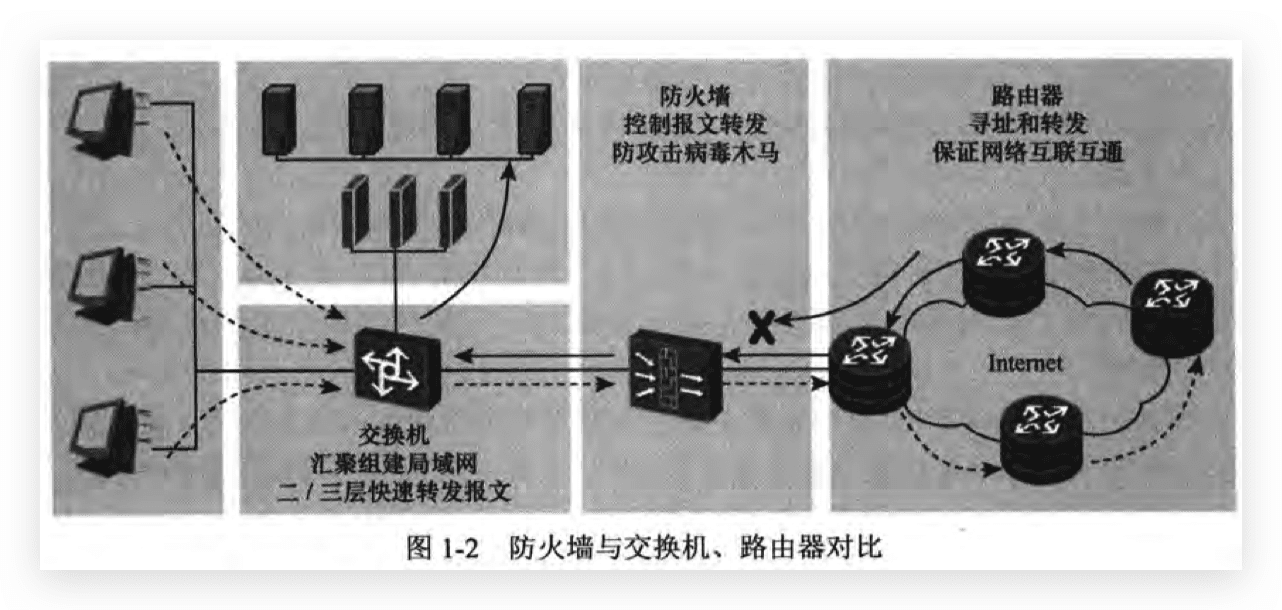 防火墙
控制报文转发
防攻击病毒木马
路由器
寻址和转发
保证网络互联互通
X
Internet
交换机
汇聚组建局域网
二 / 三层快速转发报文
图 1-2 防火墙与交换机、路由器对比